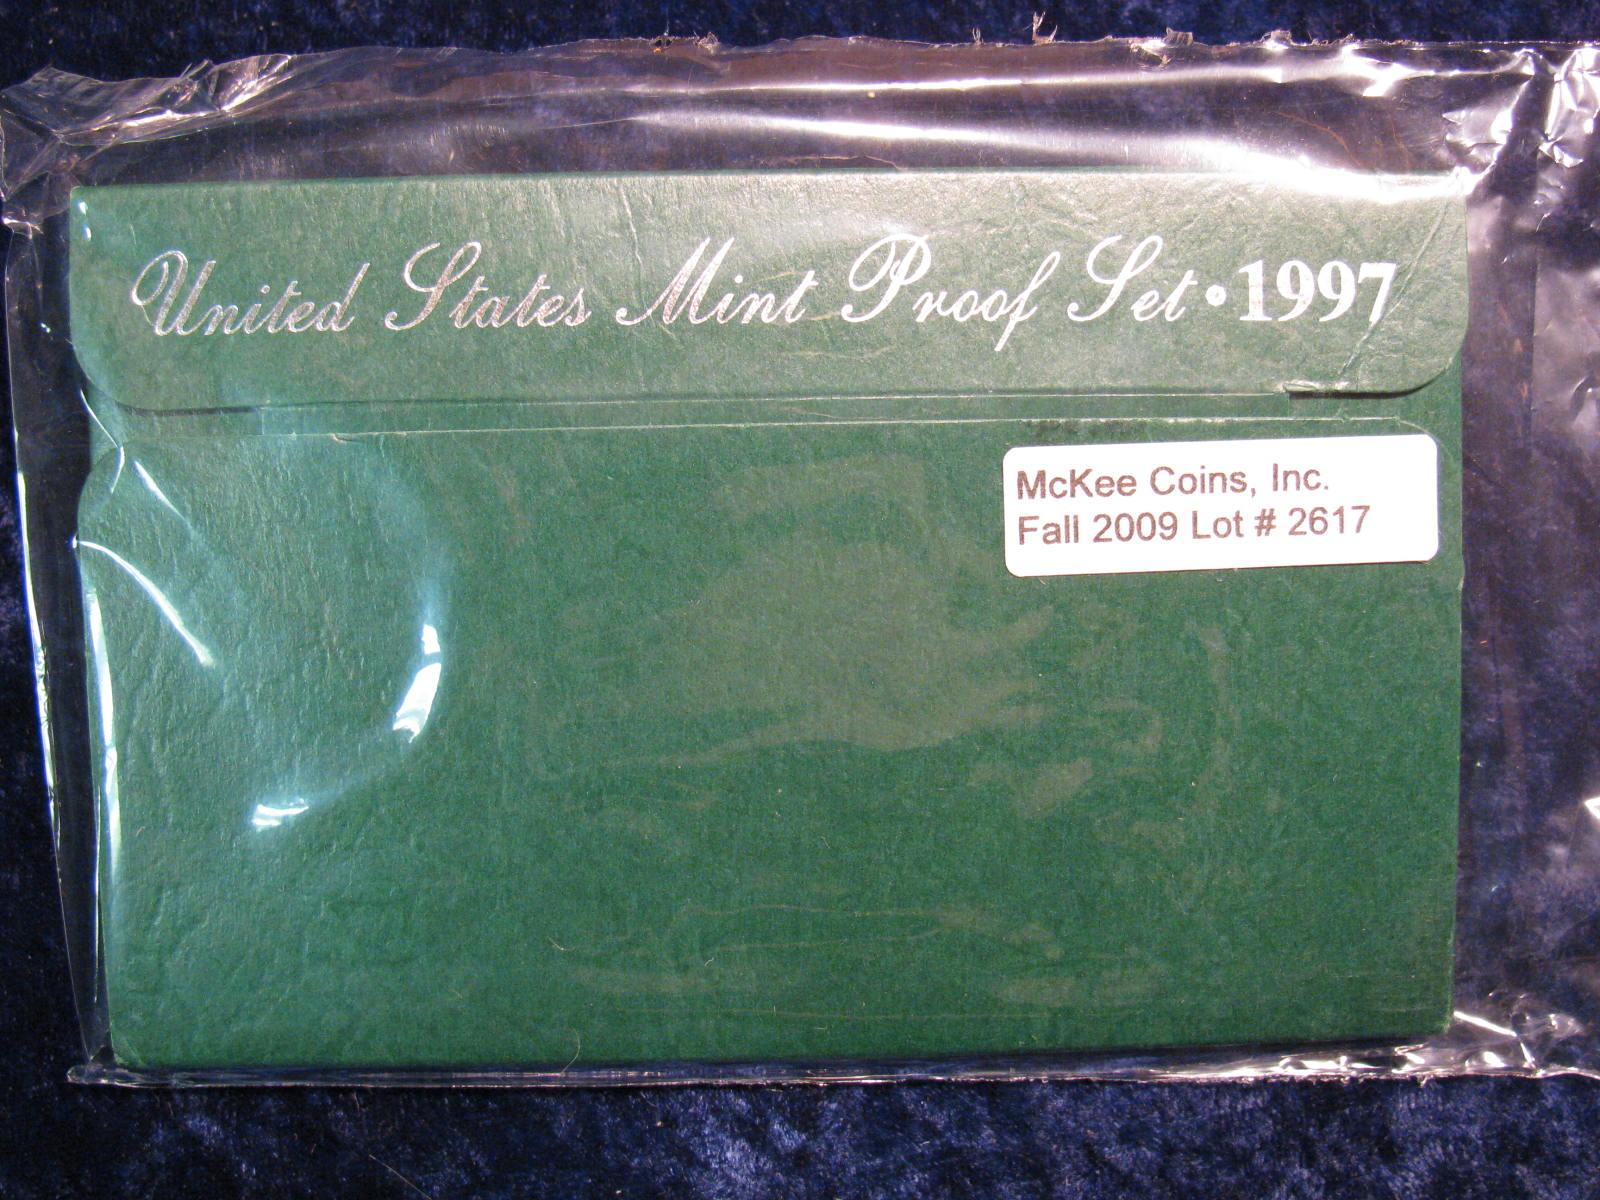 United States Mint Proof Set • 1997
McKee Coins, Inc.
Fall 2009 Lot # 2617